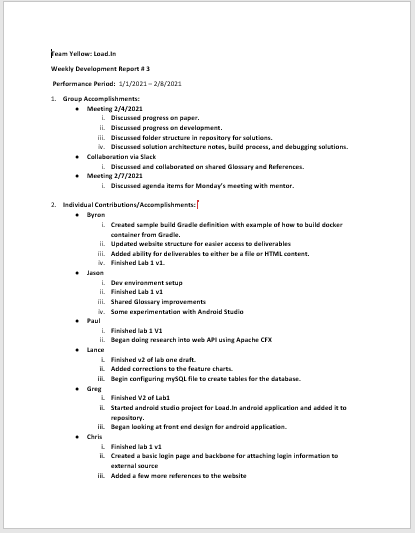 Team Yellow: Load.In
Weekly Development Report # 3
Performance Period: 1/1/2021 – 2/8/2021
1. Group Accomplishments:
● Meeting 2/4/2021
i. Discussed progress on paper.
ii. Discussed progress on development.
iii. Discussed folder structure in repository for solutions.
iv. Discussed solution architecture notes, build process, and debugging solutions.
● Collaboration via Slack
i. Discussed and collaborated on shared Glossary and References.
● Meeting 2/7/2021
i. Discussed agenda items for Monday's meeting with mentor.
2. Individual Contributions/Accomplishments:
● Byron
i. Created sample build Gradle definition with example of how to build docker
container from Gradle.
ii. Updated website structure for easier access to deliverables
iii. Added ability for deliverables to either be a file or HTML content.
iv. Finished Lab 1 v1.
● Jason
i. Dev environment setup
ii. Finished Lab 1 v1
iii. Shared Glossary improvements
iv. Some experimentation with Android Studio
● Paul
i. Finished lab 1 V1
ii. Began doing research into web API using Apache CFX
● Lance
i. Finished v2 of lab one draft.
ii. Added corrections to the feature charts.
iii. Begin configuring mySQL file to create tables for the database.
● Greg
i. Finished V2 of Lab1
ii. Started android studio project for Load.In android application and added it to
repository.
iii. Began looking at front end design for android application.
● Chris
i. Finished lab 1 v1
ii. Created a basic login page and backbone for attaching login information to
external source
iii. Added a few more references to the website